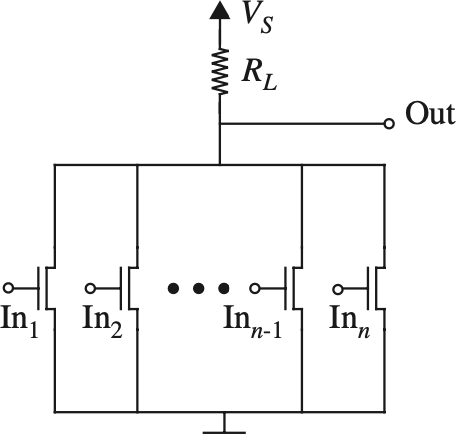 V_S
R_L
Out
In_1 In_2 In_{n-1} In_n